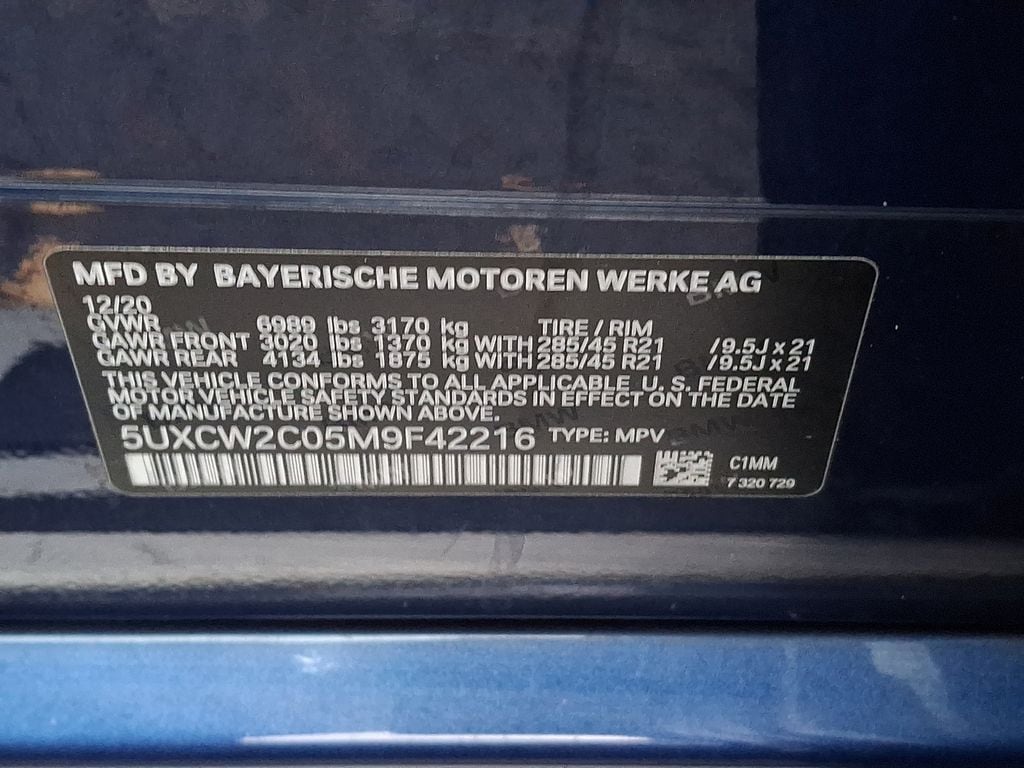 MFD BY BAYERISCHE MOTOREN WERKE AG
12/20
GVWR 6989 lbs 3170 kg TIRE / RIM
GAWR FRONT 3020 lbs 1370 kg WITH 285/45 R21 /9.5J x 21
GAWR REAR 4134 lbs 1875 kg WITH 285/45 R21 /9.5J x 21
THIS VEHICLE CONFORMS TO ALL APPLICABLE U. S. FEDERAL
MOTOR VEHICLE SAFETY STANDARDS IN EFFECT ON THE DATE
OF MANUFACTURE SHOWN ABOVE.
5UXCW2C05M9F42216 TYPE: MPV
C1MM
7 320 729